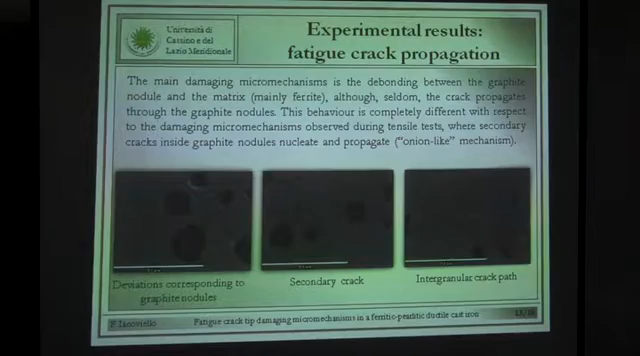 Università di
Cassino e del
Lazio Meridionale
Experimental results:
fatigue crack propagation
The main damaging micromechanisms is the debonding between the graphite
nodule and the matrix (mainly ferrite), although, seldom, the crack propagates
through the graphite nodules. This behaviour is completely different with respect
to the damaging micromechanisms observed during tensile tests, where secondary
cracks inside graphite nodules nucleate and propagate (“onion-like” mechanism).
Deviations corresponding to
graphite nodules
Secondary crack
Intergranular crack path
F. Iacoviello
Fatigue crack tip damaging micromechanisms in a ferritic-pearlitic ductile cast iron